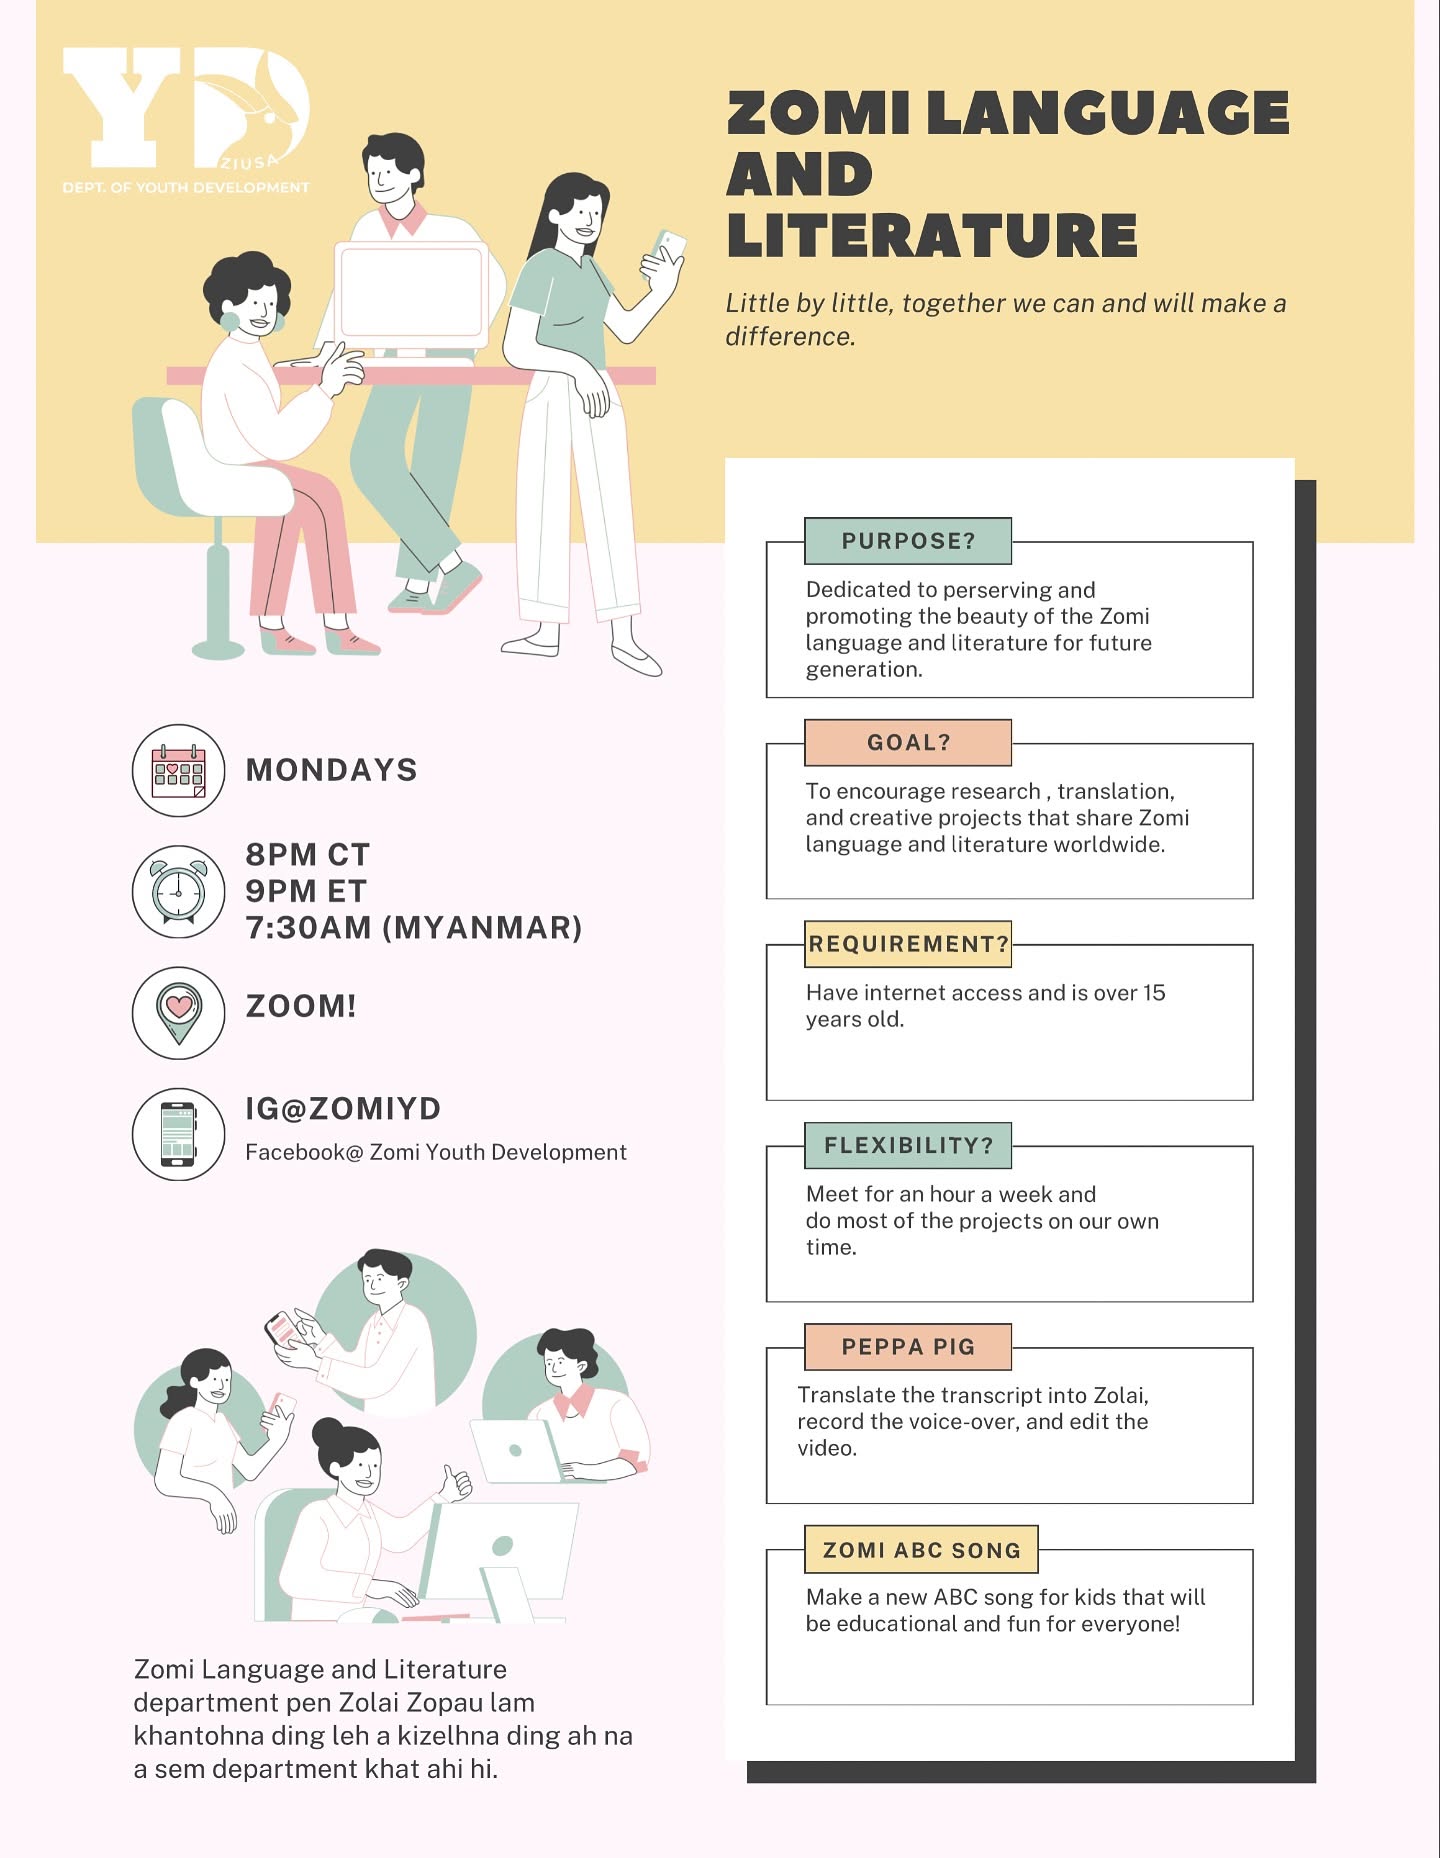 YD
ZIUSA
DEPT. OF YOUTH DEVELOPMENT
ZOMI LANGUAGE
AND
LITERATURE
Little by little, together we can and will make a
difference.
MONDAYS
8PM CT
9PM ET
7:30AM (MYANMAR)
ZOOM!
IG@ZOMIYD
Facebook@ Zomi Youth Development
Zomi Language and Literature
department pen Zolai Zopau lam
khantohna ding leh a kizelhna ding ah na
a sem department khat ahi hi.
PURPOSE?
Dedicated to perserving and
promoting the beauty of the Zomi
language and literature for future
generation.
GOAL?
To encourage research , translation,
and creative projects that share Zomi
language and literature worldwide.
REQUIREMENT?
Have internet access and is over 15
years old.
FLEXIBILITY?
Meet for an hour a week and
do most of the projects on our own
time.
PEPPA PIG
Translate the transcript into Zolai,
record the voice-over, and edit the
video.
ZOMI ABC SONG
Make a new ABC song for kids that will
be educational and fun for everyone!